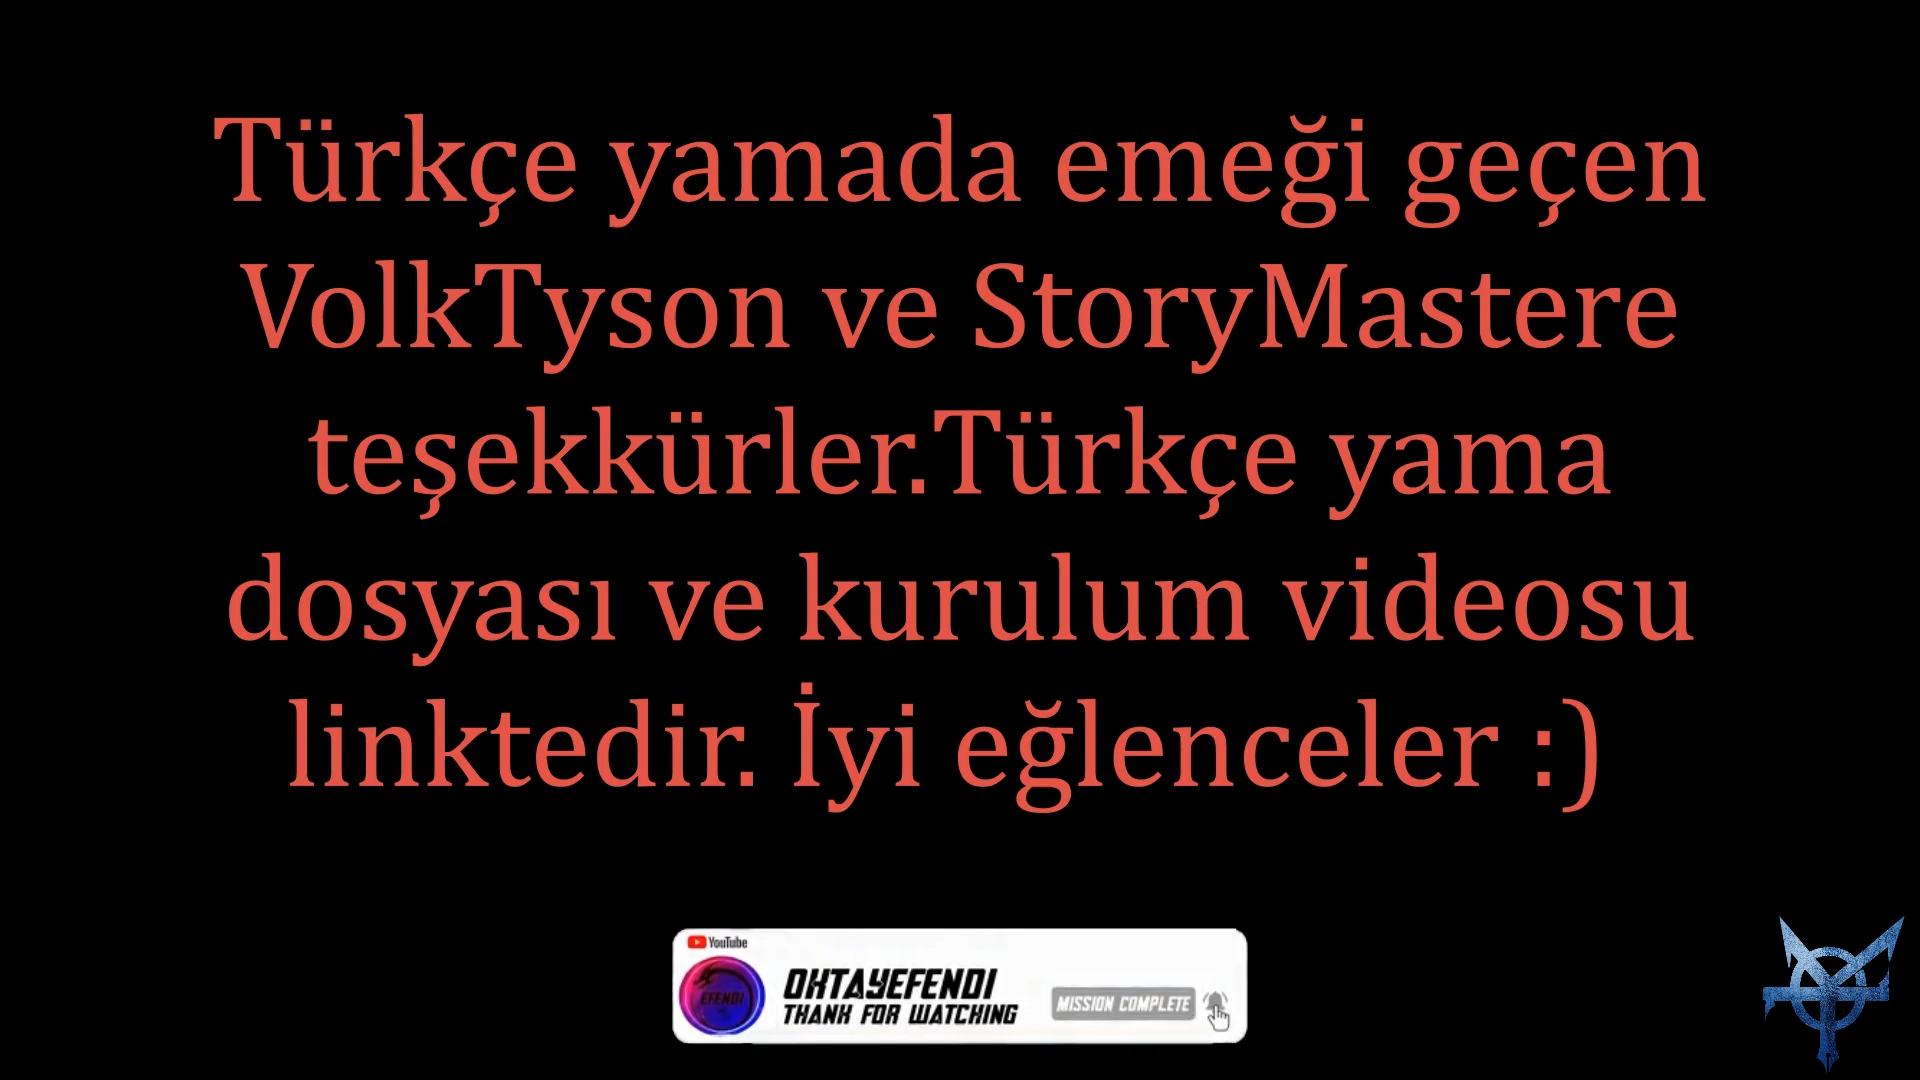 Türkçe yamada emeği geçen
VolkTyson ve StoryMastere
teşekkürler.Türkçe yama
dosyası ve kurulum videosu
linktedir. İyi eğlenceler :)
YouTube
EFENDI
OKTAYEFENDI
THANK FOR WATCHING
MISSION COMPLETE